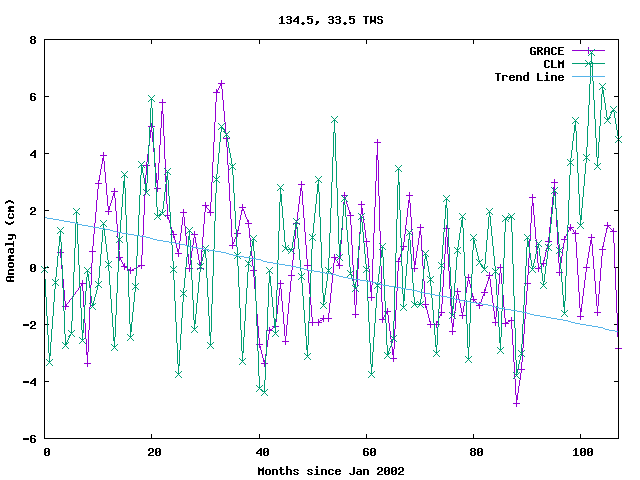 134.5, 33.5 TWS
GRACE
CLM
Trend Line
Anomaly (cm)
8
6
4
2
0
-2
-4
-6
0 20 40 60 80 100
Months since Jan 2002